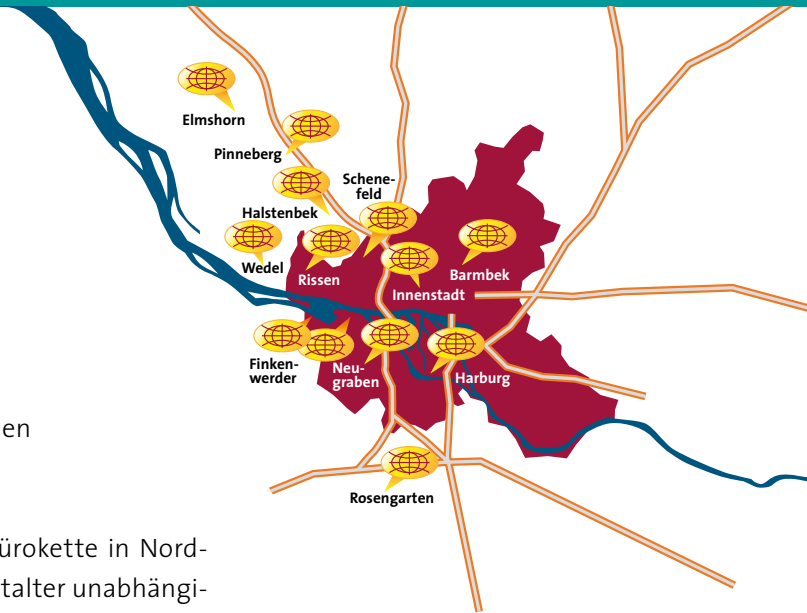 Elmshorn
Pinneberg
Schene-
feld
Halstenbek
Wedel
Rissen
Barmbek
Innenstadt
Finken-
werder
Neu-
graben
Harburg
Rosengarten
en
ürokette in Nord-
talter unabhängi-